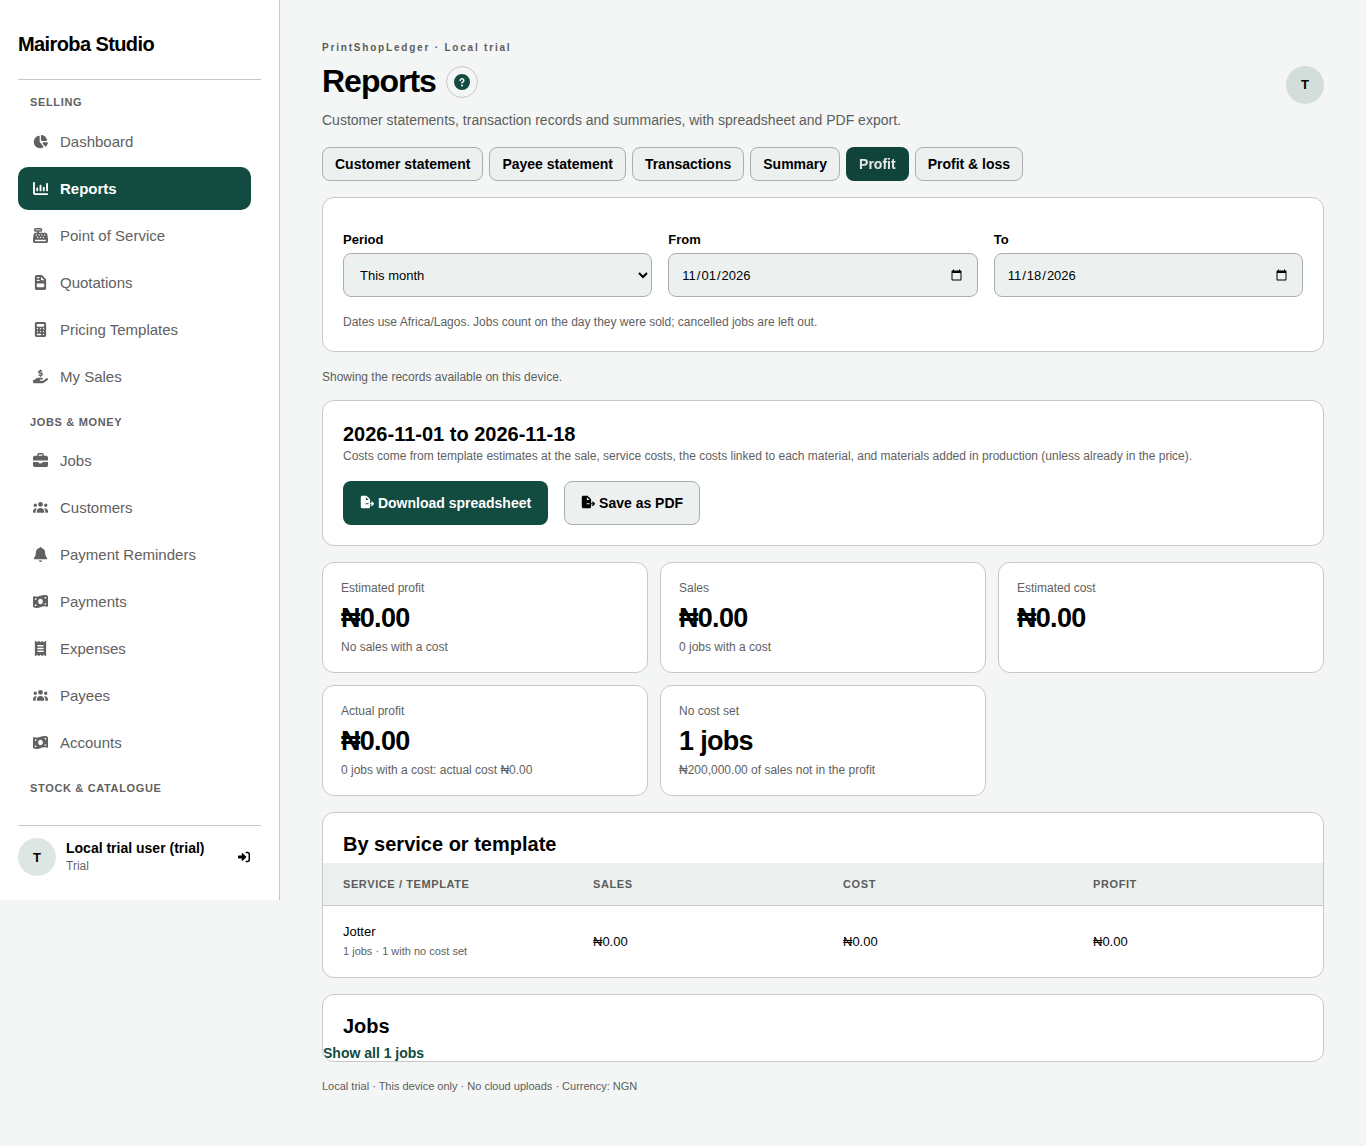 Mairoba Studio
SELLING
Dashboard
Reports
Point of Service
Quotations
Pricing Templates
My Sales
JOBS & MONEY
Jobs
Customers
Payment Reminders
Payments
Expenses
Payees
Accounts
STOCK & CATALOGUE
T
Local trial user (trial)
Trial
PrintShopLedger · Local trial
Reports
?
T
Customer statements, transaction records and summaries, with spreadsheet and PDF export.
Customer statement
Payee statement
Transactions
Summary
Profit
Profit & loss
Period
From
To
This month
11/01/2026
11/18/2026
Dates use Africa/Lagos. Jobs count on the day they were sold; cancelled jobs are left out.
Showing the records available on this device.
2026-11-01 to 2026-11-18
Costs come from template estimates at the sale, service costs, the costs linked to each material, and materials added in production (unless already in the price).
Download spreadsheet
Save as PDF
Estimated profit
₦0.00
No sales with a cost
Sales
₦0.00
0 jobs with a cost
Estimated cost
₦0.00
Actual profit
₦0.00
0 jobs with a cost: actual cost ₦0.00
No cost set
1 jobs
₦200,000.00 of sales not in the profit
By service or template
SERVICE / TEMPLATE
SALES
COST
PROFIT
Jotter
1 jobs · 1 with no cost set
₦0.00
₦0.00
₦0.00
Jobs
Show all 1 jobs
Local trial · This device only · No cloud uploads · Currency: NGN